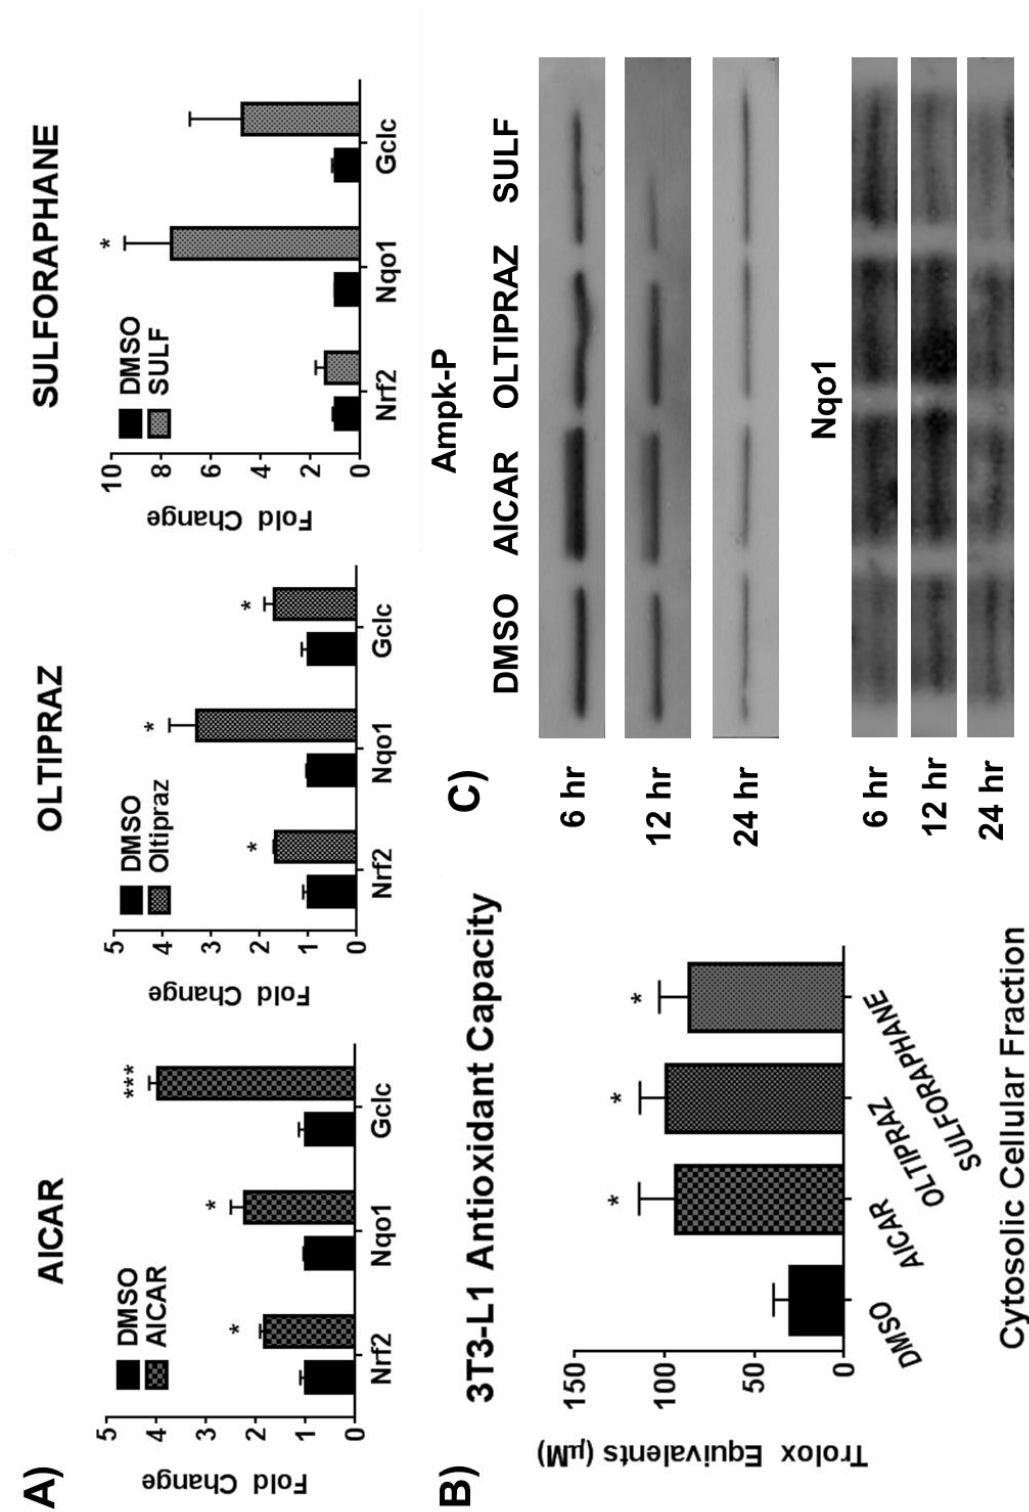 A)
AICAR
Fold Change
5
4
3
2
1
0
DMSO
AICAR
*
*
***
Nrf2 Nqo1 Gclc
OLTIPRAZ
Fold Change
5
4
3
2
1
0
DMSO
Oltipraz
*
*
*
Nrf2 Nqo1 Gclc
SULFORAPHANE
Fold Change
10
8
6
4
2
0
DMSO
SULF
*
Nrf2 Nqo1 Gclc
B)
3T3-L1 Antioxidant Capacity
Trolox Equivalents (µM)
150
100
50
0
* * *
DMSO
AICAR
OLTIPRAZ
SULFORAPHANE
Cytosolic Cellular Fraction
C)
Ampk-P
DMSO AICAR OLTIPRAZ SULF
6 hr
12 hr
24 hr
Nqo1
6 hr
12 hr
24 hr